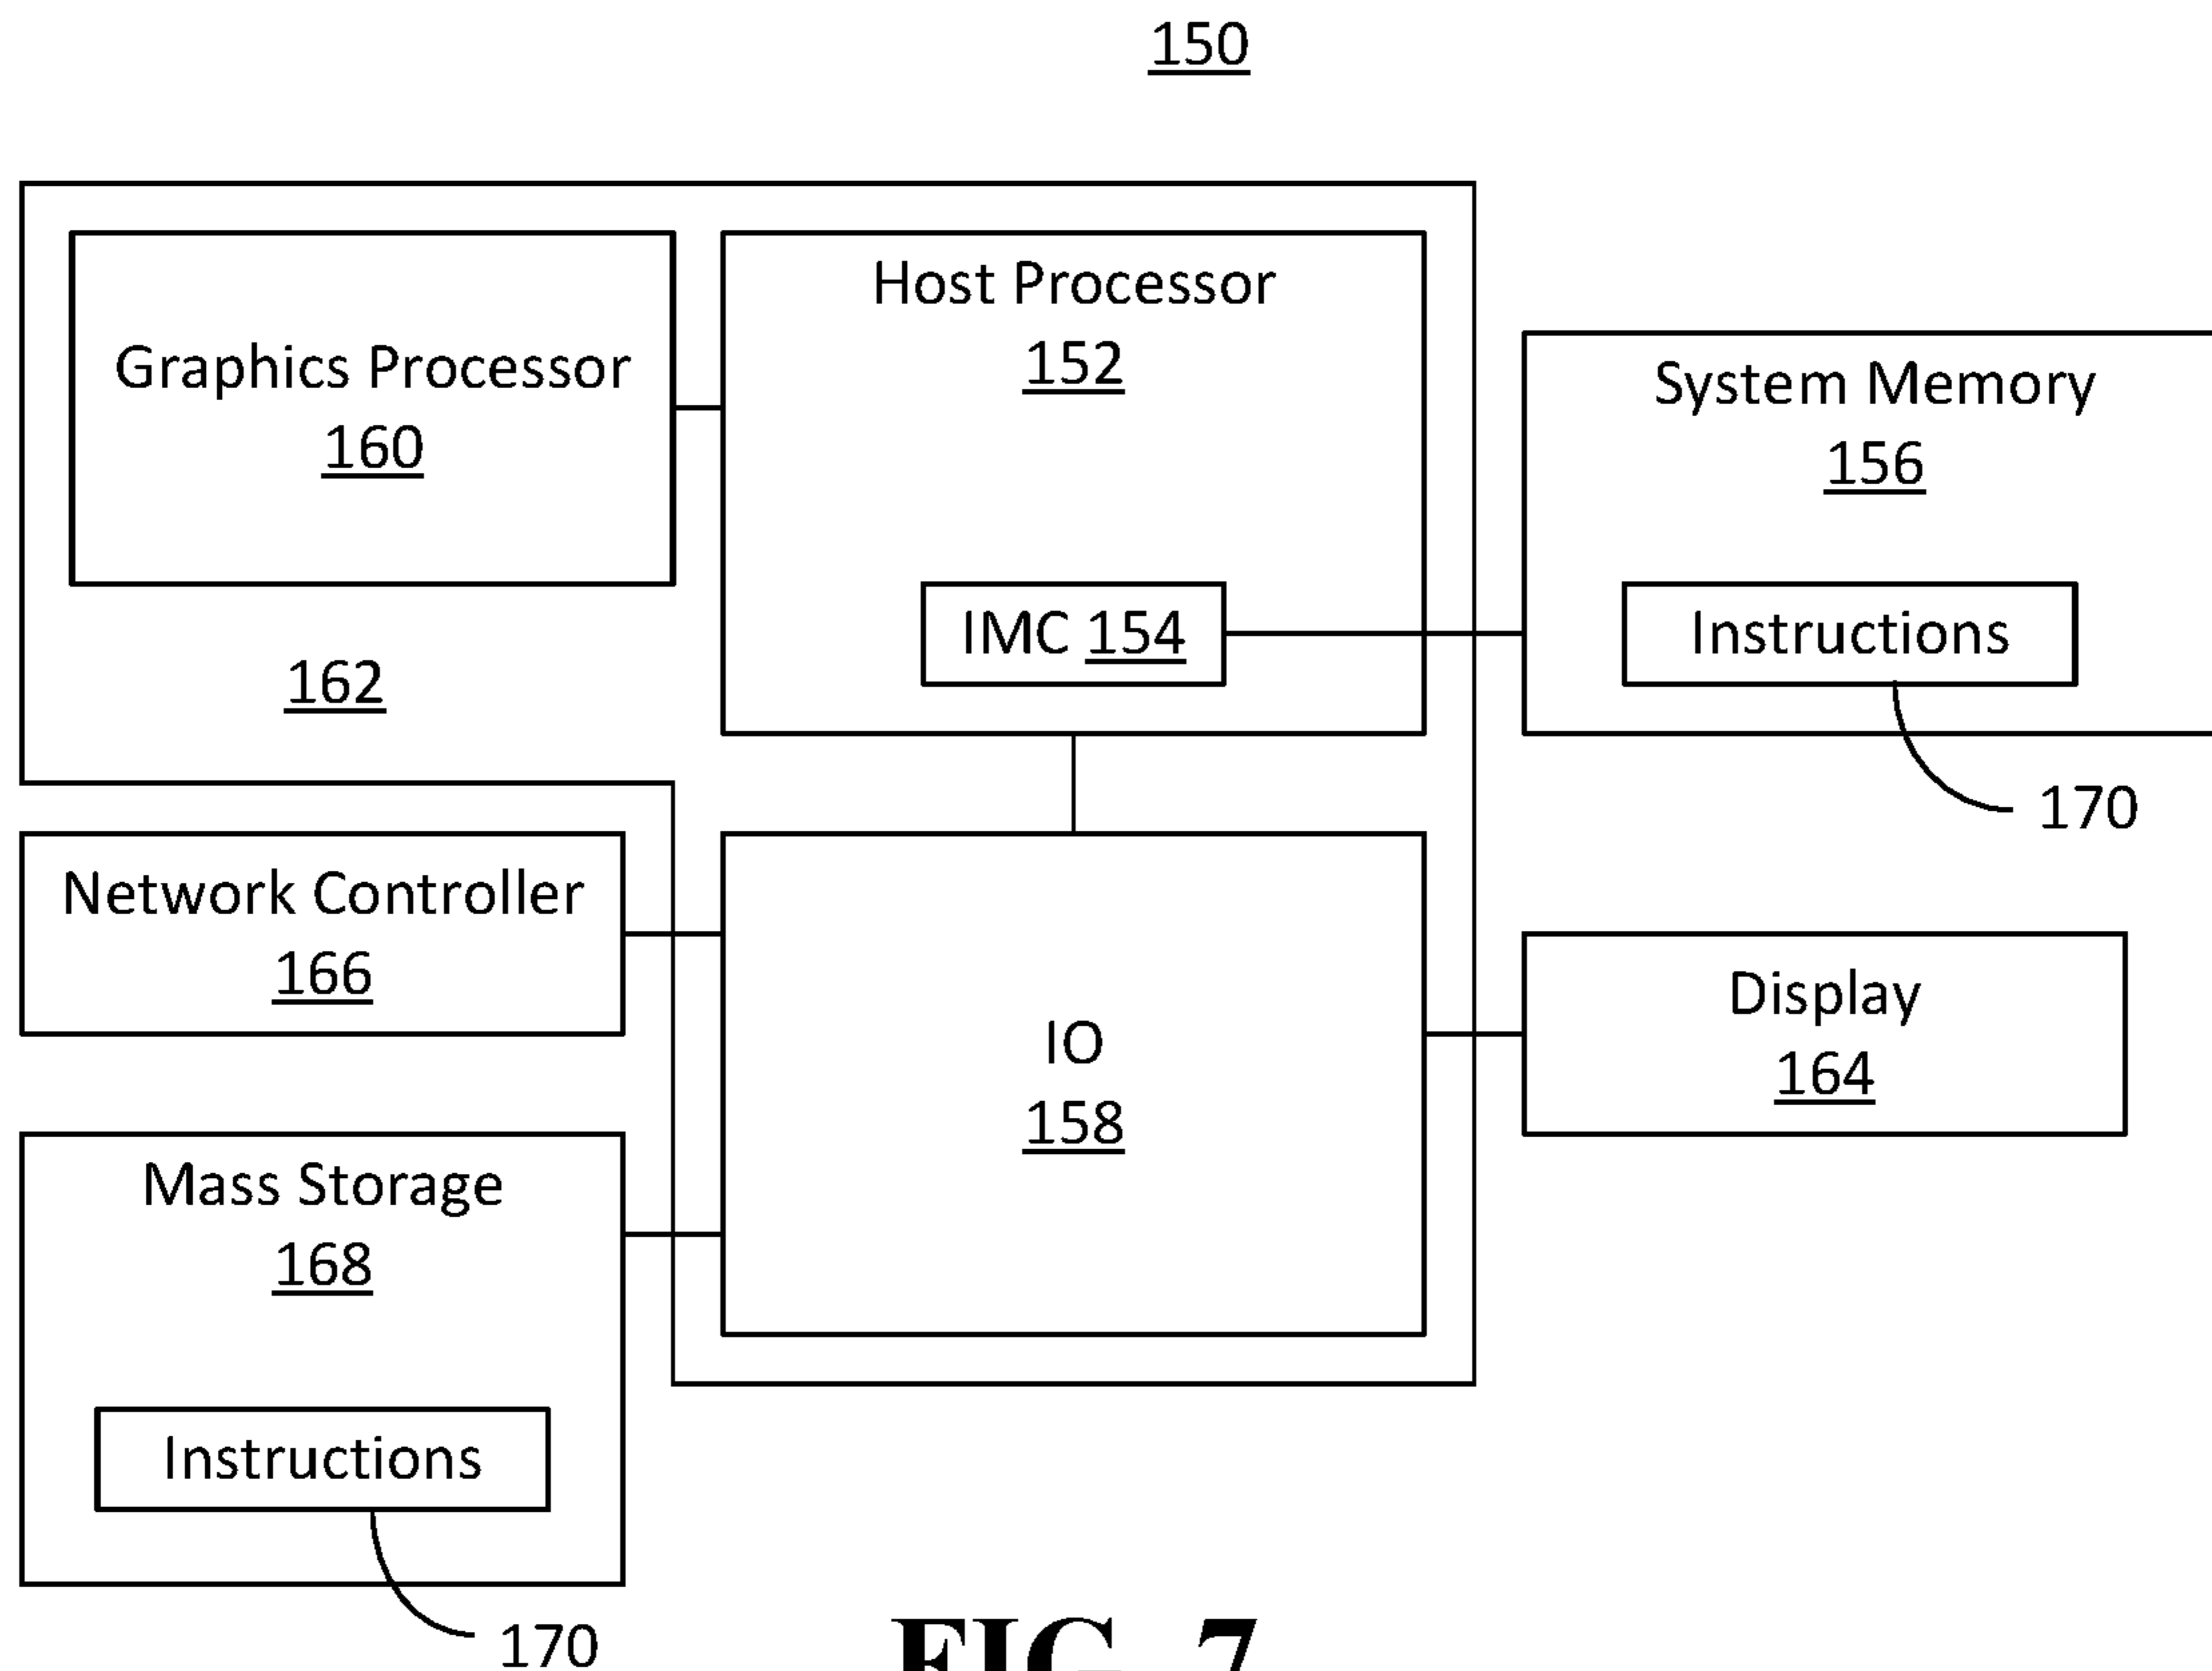 150
Graphics Processor
160
Host Processor
152
IMC 154
System Memory
156
Instructions
170
162
Network Controller
166
IO
158
Display
164
Mass Storage
168
Instructions
170
FIG. 7